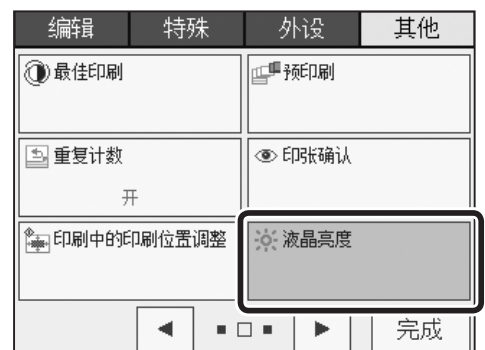 编辑 特殊 外设 其他
最佳印刷 预印刷
重复计数 印张确认
开
印刷中的印刷位置调整 液晶亮度
完成